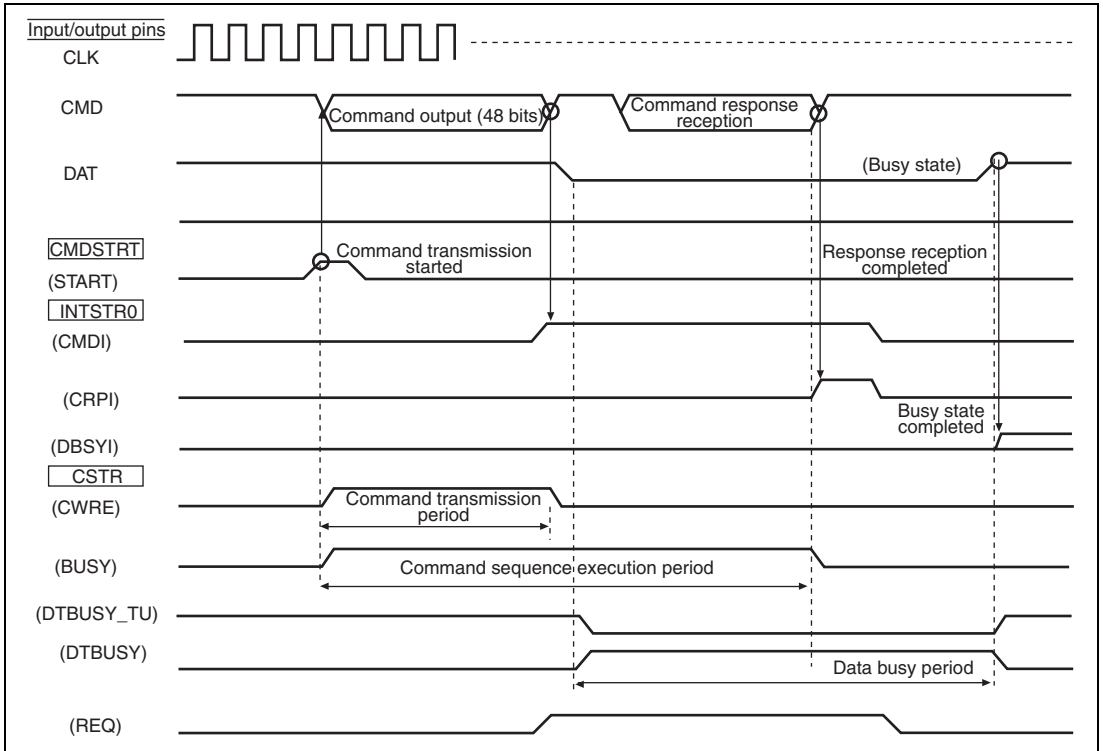 Input/output pins
CLK
CMD
Command output (48 bits)
Command response
reception
DAT
(Busy state)
CMDSTRT
(START)
Command transmission
started
Response reception
completed
INTSTR0
(CMDI)
(CRPI)
Busy state
completed
(DBSYI)
CSTR
(CWRE)
Command transmission
period
(BUSY)
Command sequence execution period
(DTBUSY_TU)
(DTBUSY)
Data busy period
(REQ)